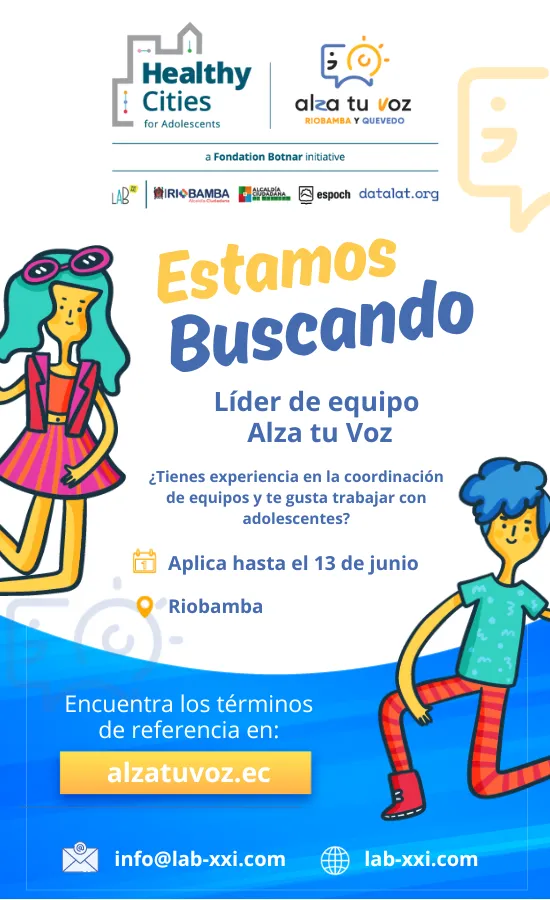 Healthy
Cities
for Adolescents
alza tu voz
RIOBAMBA Y QUEVEDO
a Fondation Botnar initiative
LAB
RIOBAMBA
Alcaldía Ciudadana
ALCALDÍA
CIUDADANA
espoch
datalat.org
Estamos
Buscando
Líder de equipo
Alza tu Voz
¿Tienes experiencia en la coordinación
de equipos y te gusta trabajar con
adolescentes?
1
Aplica hasta el 13 de junio
Riobamba
Encuentra los términos
de referencia en:
alzatuvoz.ec
info@lab-xxi.com
lab-xxi.com